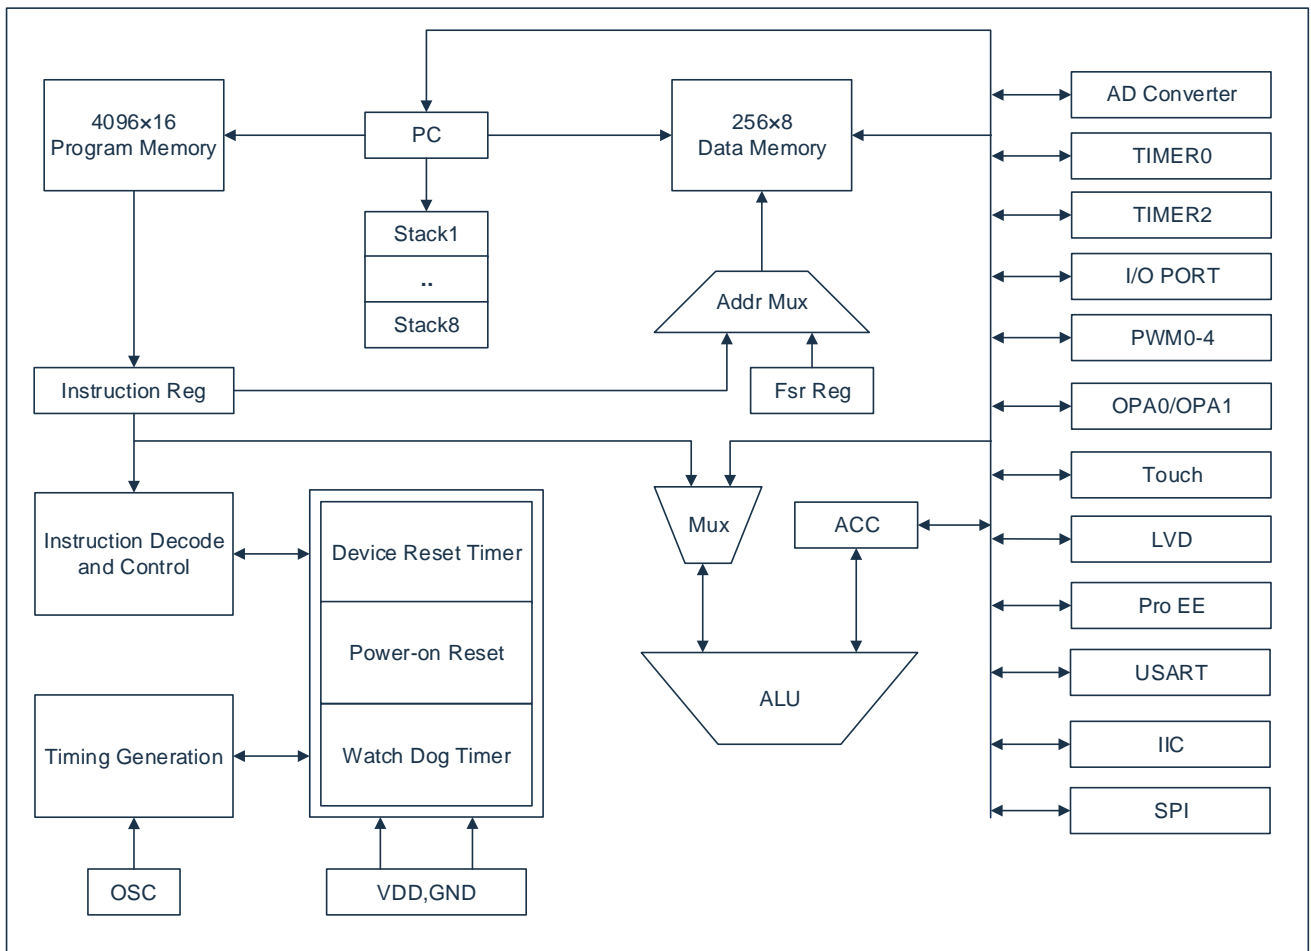 4096×16
Program Memory
PC
256×8
Data Memory
Stack1
..
Stack8
Addr Mux
Instruction Reg
Fsr Reg
Mux
ACC
Instruction Decode
and Control
Device Reset Timer
Power-on Reset
Watch Dog Timer
ALU
Timing Generation
OSC
VDD,GND
AD Converter
TIMER0
TIMER2
I/O PORT
PWM0-4
OPA0/OPA1
Touch
LVD
Pro EE
USART
IIC
SPI